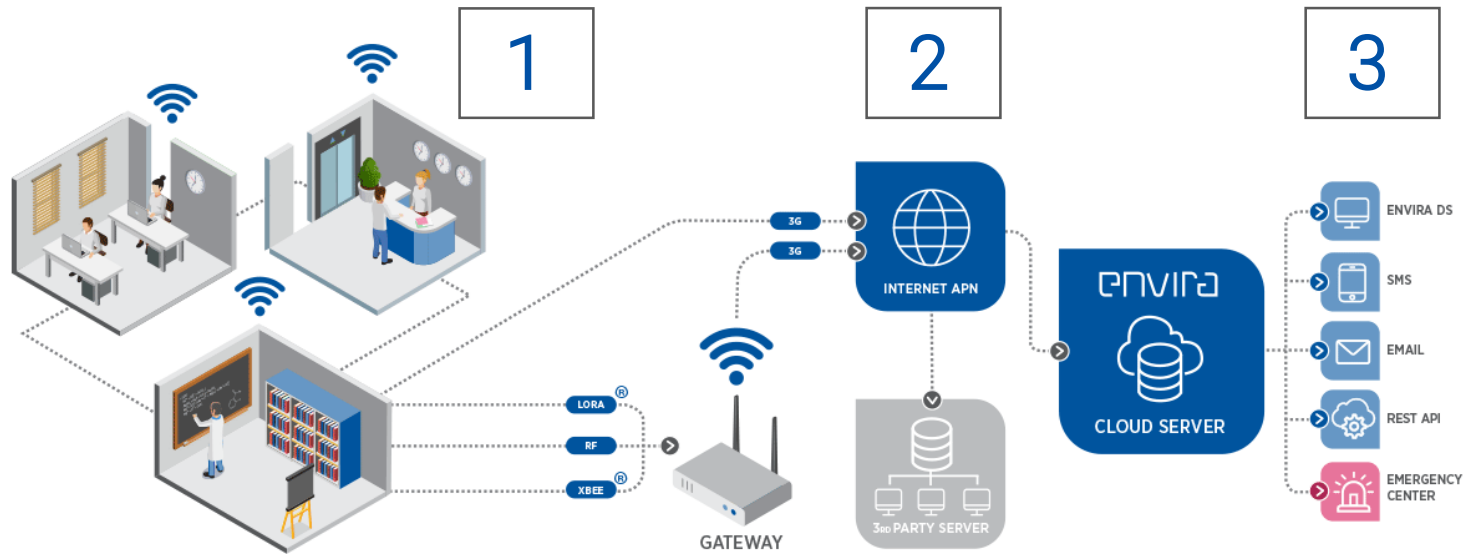 1
2
3
3G
3G
INTERNET APN
LORA ®
RF
XBEE ®
GATEWAY
3RD PARTY SERVER
envira
CLOUD SERVER
ENVIRA DS
SMS
EMAIL
REST API
EMERGENCY
CENTER